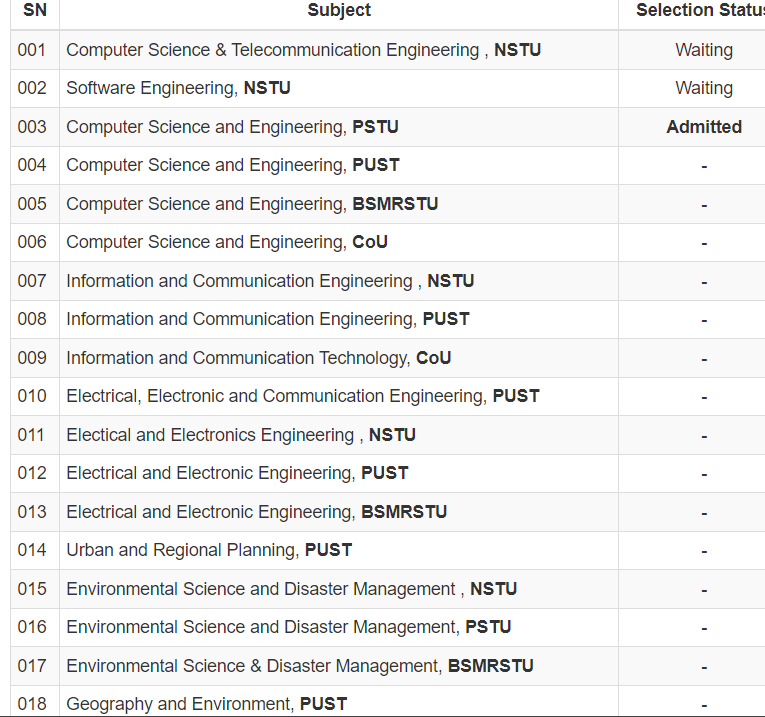 SN Subject Selection Status
001 Computer Science & Telecommunication Engineering , NSTU Waiting
002 Software Engineering, NSTU Waiting
003 Computer Science and Engineering, PSTU Admitted
004 Computer Science and Engineering, PUST -
005 Computer Science and Engineering, BSMRSTU -
006 Computer Science and Engineering, CoU -
007 Information and Communication Engineering , NSTU -
008 Information and Communication Engineering, PUST -
009 Information and Communication Technology, CoU -
010 Electrical, Electronic and Communication Engineering, PUST -
011 Electical and Electronics Engineering , NSTU -
012 Electrical and Electronic Engineering, PUST -
013 Electrical and Electronic Engineering, BSMRSTU -
014 Urban and Regional Planning, PUST -
015 Environmental Science and Disaster Management , NSTU -
016 Environmental Science and Disaster Management, PSTU -
017 Environmental Science & Disaster Management, BSMRSTU -
018 Geography and Environment, PUST -